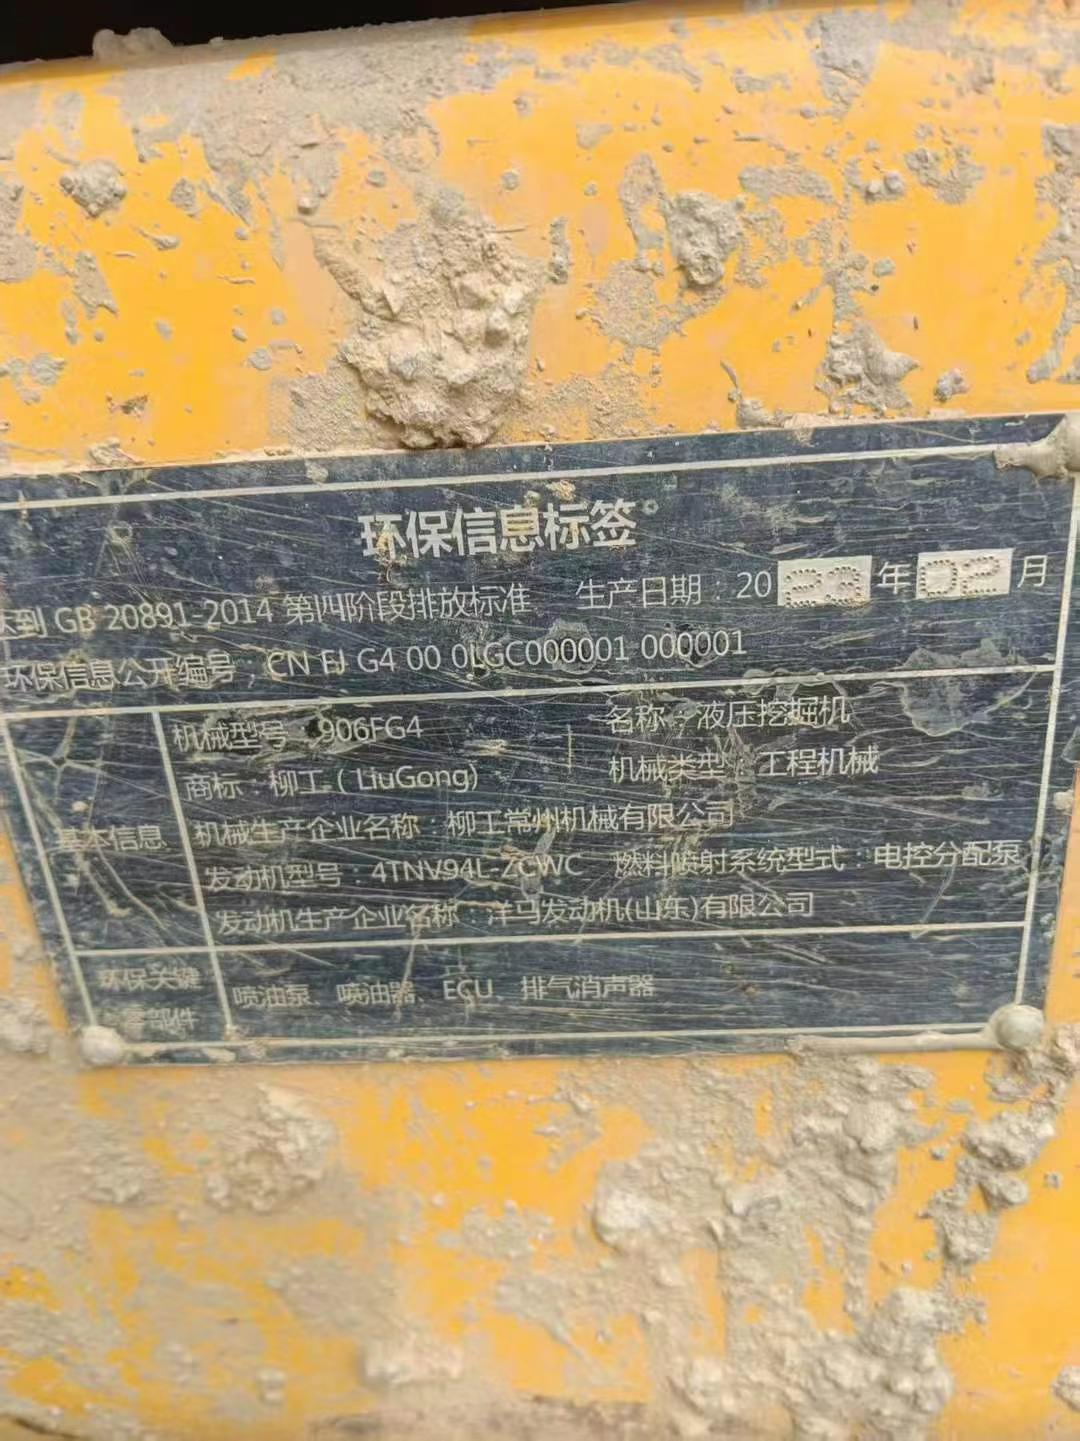 环保信息标签
达到 GB 20891-2014 第四阶段排放标准 生产日期：2023年02月
环保信息公开编号：CN FJ G4 00 0LGC000001 000001
基本信息
机械型号：906FG4 名称：液压挖掘机
商标：柳工（LiuGong） 机械类型：工程机械
机械生产企业名称：柳工常州机械有限公司
发动机型号：4TNV94L-ZCWC 燃料喷射系统型式：电控分配泵
发动机生产企业名称：洋马发动机(山东)有限公司
环保关键
零部件
喷油泵、喷油器、ECU、排气消声器